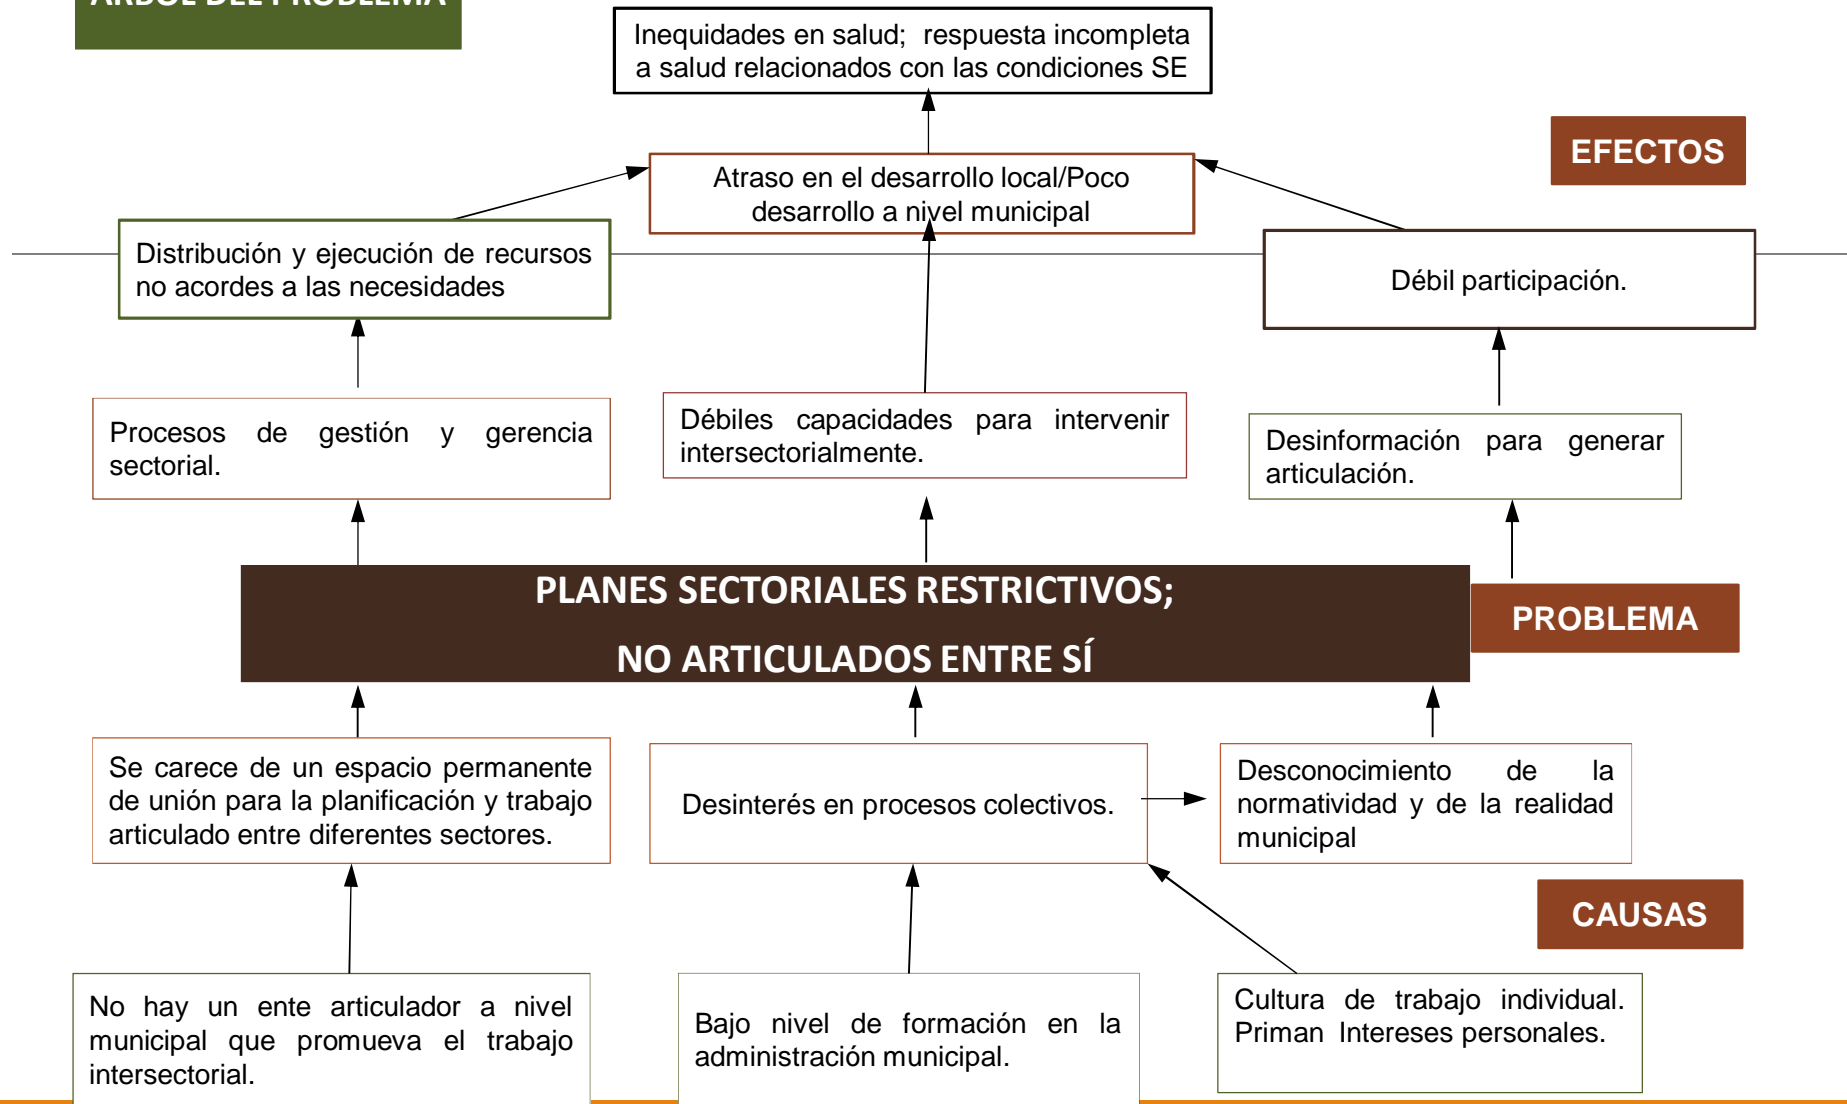 ÁRBOL DEL PROBLEMA
Inequidades en salud; respuesta incompleta
a salud relacionados con las condiciones SE
EFECTOS
Atraso en el desarrollo local/Poco
desarrollo a nivel municipal
Distribución y ejecución de recursos
no acordes a las necesidades
Débil participación.
Procesos de gestión y gerencia
sectorial.
Débiles capacidades para intervenir
intersectorialmente.
Desinformación para generar
articulación.
PLANES SECTORIALES RESTRICTIVOS;
NO ARTICULADOS ENTRE SÍ
PROBLEMA
Se carece de un espacio permanente
de unión para la planificación y trabajo
articulado entre diferentes sectores.
Desinterés en procesos colectivos.
Desconocimiento de la
normatividad y de la realidad
municipal
CAUSAS
No hay un ente articulador a nivel
municipal que promueva el trabajo
intersectorial.
Bajo nivel de formación en la
administración municipal.
Cultura de trabajo individual.
Priman Intereses personales.